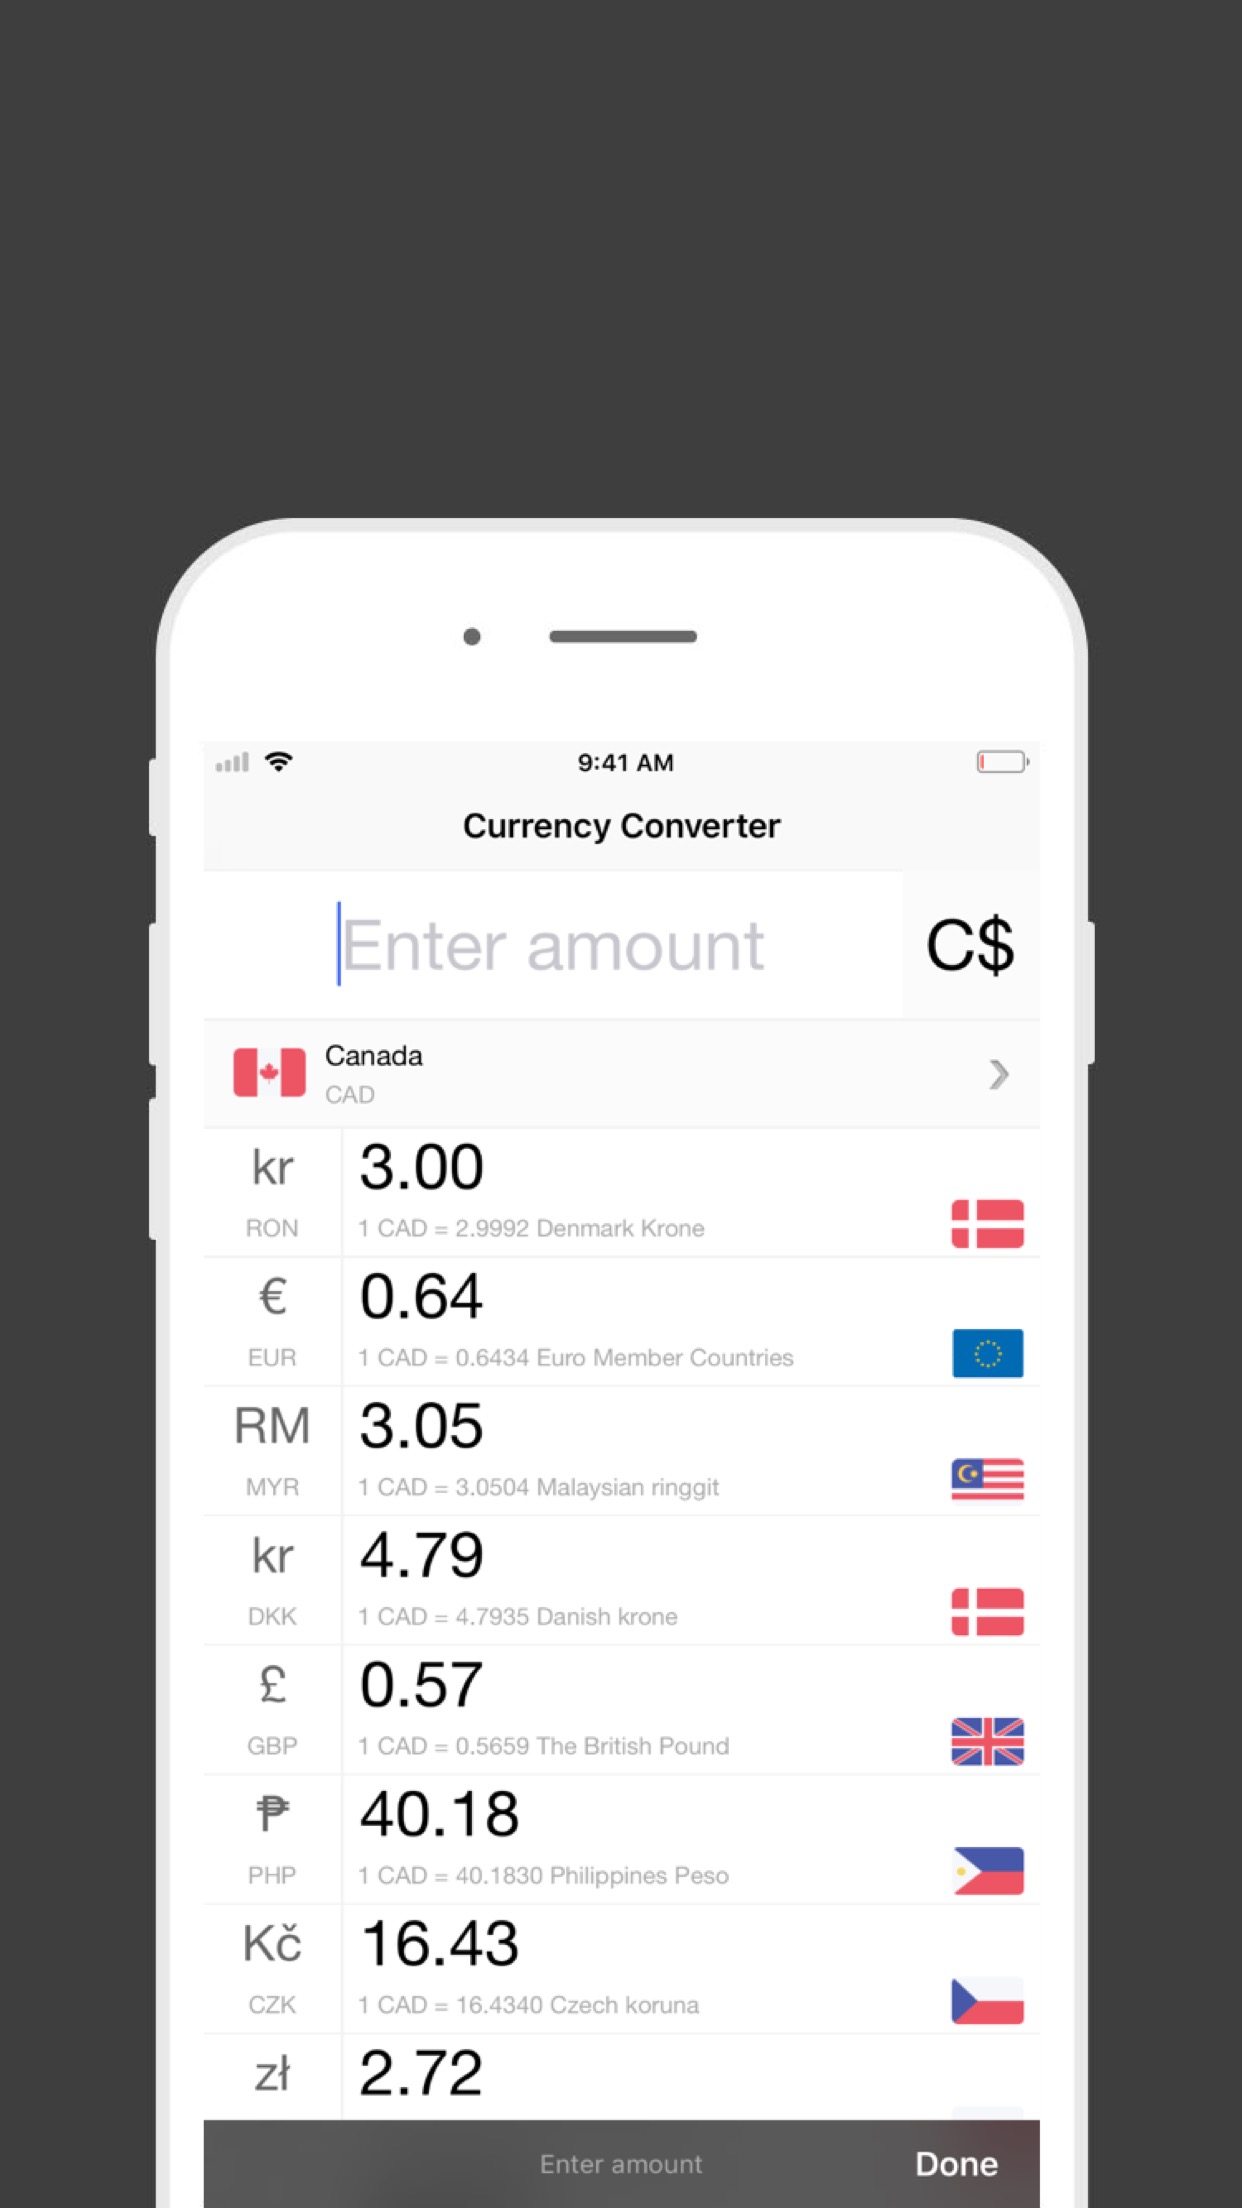 9:41 AM
Currency Converter
Enter amount
C$
Canada
CAD
kr
3.00
RON
1 CAD = 2.9992 Denmark Krone
€
0.64
EUR
1 CAD = 0.6434 Euro Member Countries
RM
3.05
MYR
1 CAD = 3.0504 Malaysian ringgit
kr
4.79
DKK
1 CAD = 4.7935 Danish krone
£
0.57
GBP
1 CAD = 0.5659 The British Pound
₱
40.18
PHP
1 CAD = 40.1830 Philippines Peso
Kč
16.43
CZK
1 CAD = 16.4340 Czech koruna
zł
2.72
Enter amount
Done